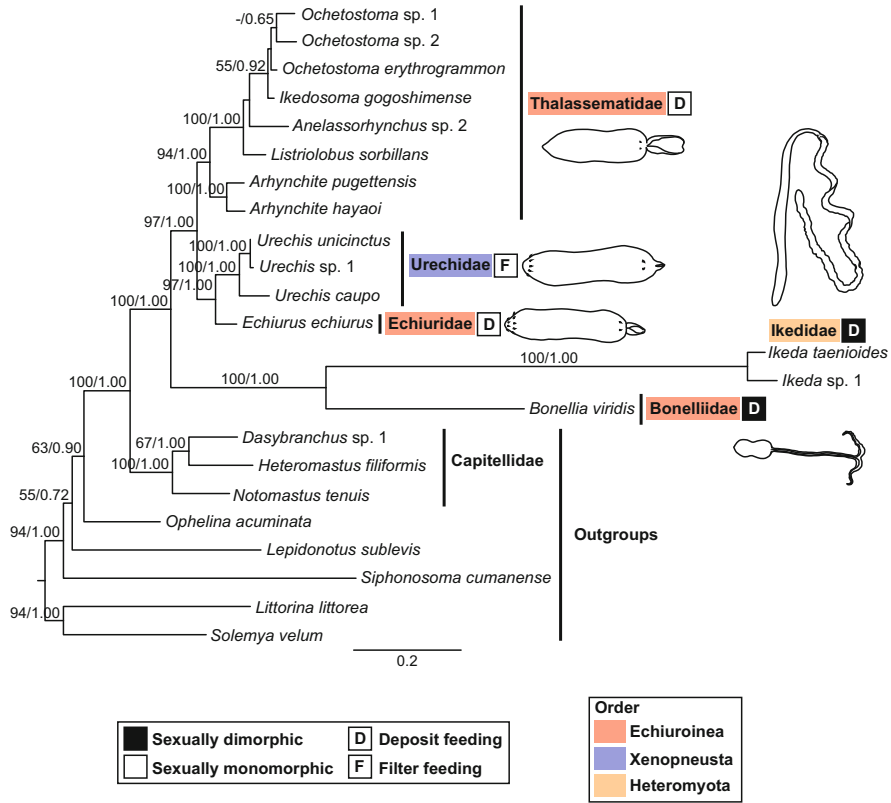 -/0.65
Ochetostoma sp. 1
Ochetostoma sp. 2
55/0.92
Ochetostoma erythrogrammon
Ikedosoma gogoshimense
Thalassematidae D
100/1.00
Anelassorhynchus sp. 2
94/1.00
Listriolobus sorbillans
100/1.00
Arhynchite pugettensis
Arhynchite hayaoi
97/1.00
100/1.00
Urechis unicinctus
100/1.00
Urechis sp. 1
Urechidae F
97/1.00
Urechis caupo
100/1.00
Echiurus echiurus
Echiuridae D
Ikedidae D
100/1.00
Ikeda taenioides
100/1.00
100/1.00
Ikeda sp. 1
Bonellia viridis
Bonelliidae D
63/0.90
67/1.00
Dasybranchus sp. 1
100/1.00
Heteromastus filiformis
Capitellidae
55/0.72
Notomastus tenuis
Ophelina acuminata
94/1.00
Outgroups
Lepidonotus sublevis
Siphonosoma cumanense
94/1.00
Littorina littorea
Solemya velum
0.2
Sexually dimorphic
D Deposit feeding
Sexually monomorphic
F Filter feeding
Order
Echiuroinea
Xenopneusta
Heteromyota